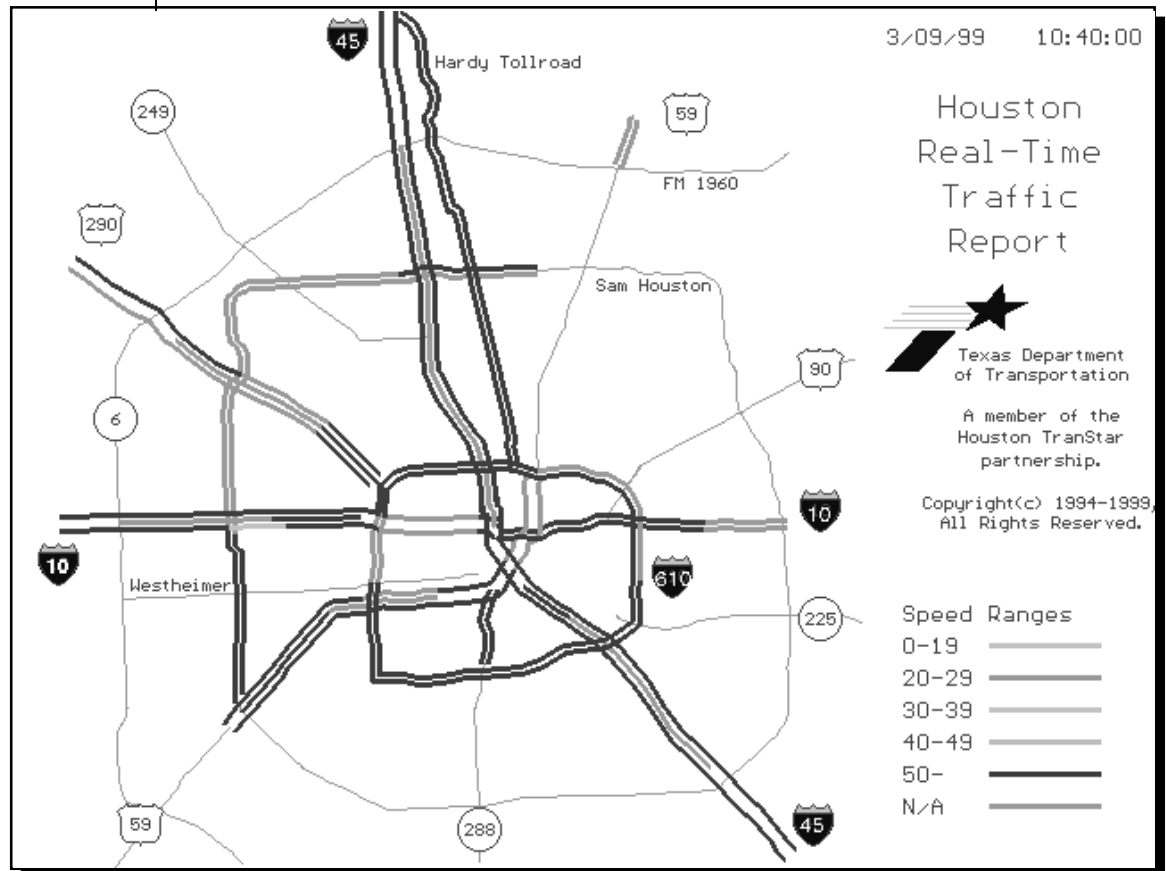 45
3/09/99 10:40:00
Hardy Tollroad
249
59
Houston
Real-Time
Traffic
Report
FM 1960
290
Sam Houston
Texas Department
of Transportation
90
6
A member of the
Houston TranStar
partnership.
Copyright(c) 1994-1999,
All Rights Reserved.
10
10
610
Westheimer
225
Speed Ranges
0-19
20-29
30-39
40-49
50-
N/A
59
288
45